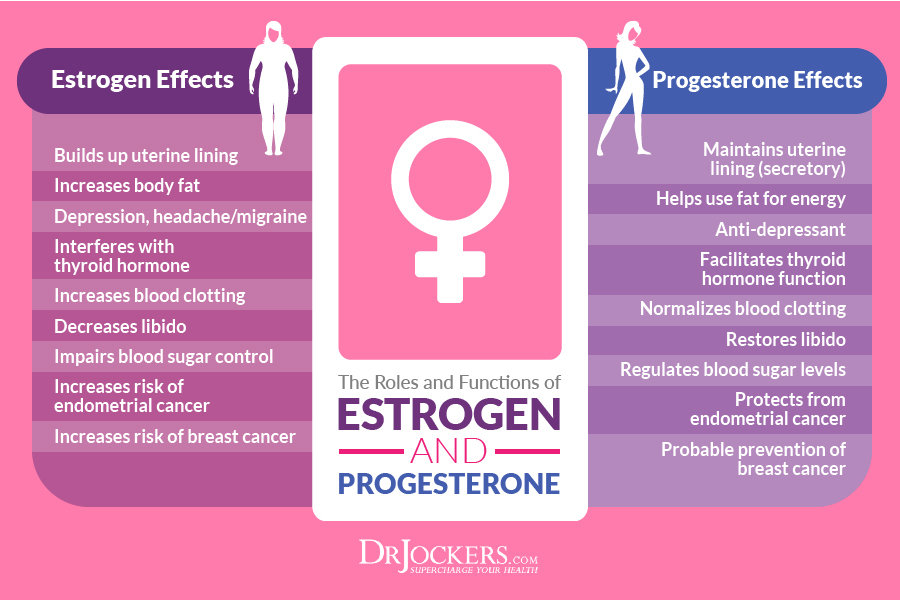 Estrogen Effects
Builds up uterine lining
Increases body fat
Depression, headache/migraine
Interferes with
thyroid hormone
Increases blood clotting
Decreases libido
Impairs blood sugar control
Increases risk of
endometrial cancer
Increases risk of breast cancer
The Roles and Functions of
ESTROGEN
AND
PROGESTERONE
Progesterone Effects
Maintains uterine
lining (secretory)
Helps use fat for energy
Anti-depressant
Facilitates thyroid
hormone function
Normalizes blood clotting
Restores libido
Regulates blood sugar levels
Protects from
endometrial cancer
Probable prevention of
breast cancer
DRJOCKERS.COM
SUPERCHARGE YOUR HEALTH